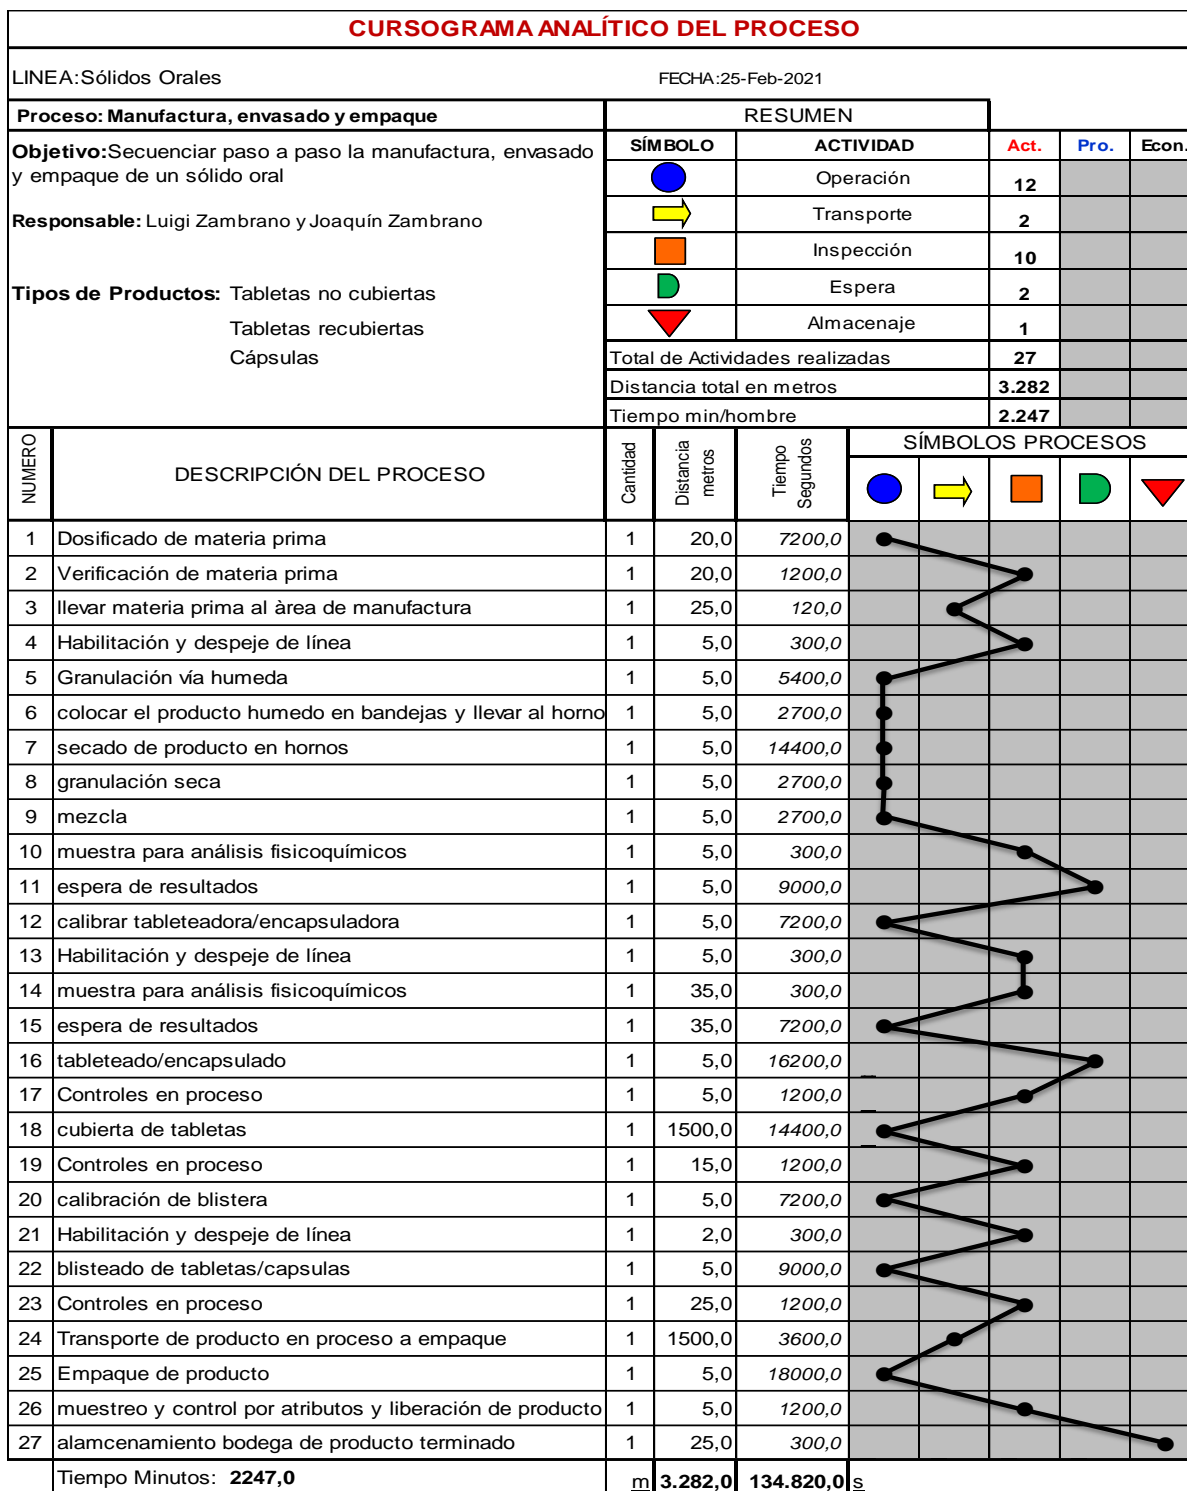 CURSOGRAMA ANALÍTICO DEL PROCESO
LINEA:Sólidos Orales FECHA:25-Feb-2021
Proceso: Manufactura, envasado y empaque
Objetivo:Secuenciar paso a paso la manufactura, envasado
y empaque de un sólido oral
Responsable: Luigi Zambrano y Joaquín Zambrano
Tipos de Productos: Tabletas no cubiertas
Tabletas recubiertas
Cápsulas
RESUMEN
SÍMBOLO ACTIVIDAD Act. Pro. Econ.
Operación 12
Transporte 2
Inspección 10
Espera 2
Almacenaje 1
Total de Actividades realizadas 27
Distancia total en metros 3.282
Tiempo min/hombre 2.247
NUMERO DESCRIPCIÓN DEL PROCESO Cantidad Distancia metros Tiempo Segundos SÍMBOLOS PROCESOS
1 Dosificado de materia prima 1 20,0 7200,0
2 Verificación de materia prima 1 20,0 1200,0
3 llevar materia prima al àrea de manufactura 1 25,0 120,0
4 Habilitación y despeje de línea 1 5,0 300,0
5 Granulación vía humeda 1 5,0 5400,0
6 colocar el producto humedo en bandejas y llevar al horno 1 5,0 2700,0
7 secado de producto en hornos 1 5,0 14400,0
8 granulación seca 1 5,0 2700,0
9 mezcla 1 5,0 2700,0
10 muestra para análisis fisicoquímicos 1 5,0 300,0
11 espera de resultados 1 5,0 9000,0
12 calibrar tableteadora/encapsuladora 1 5,0 7200,0
13 Habilitación y despeje de línea 1 5,0 300,0
14 muestra para análisis fisicoquímicos 1 35,0 300,0
15 espera de resultados 1 35,0 7200,0
16 tableteado/encapsulado 1 5,0 16200,0
17 Controles en proceso 1 5,0 1200,0
18 cubierta de tabletas 1 1500,0 14400,0
19 Controles en proceso 1 15,0 1200,0
20 calibración de blistera 1 5,0 7200,0
21 Habilitación y despeje de línea 1 2,0 300,0
22 blisteado de tabletas/capsulas 1 5,0 9000,0
23 Controles en proceso 1 25,0 1200,0
24 Transporte de producto en proceso a empaque 1 1500,0 3600,0
25 Empaque de producto 1 5,0 18000,0
26 muestreo y control por atributos y liberación de producto 1 5,0 1200,0
27 alamcenamiento bodega de producto terminado 1 25,0 300,0
Tiempo Minutos: 2247,0 m 3.282,0 134.820,0 s